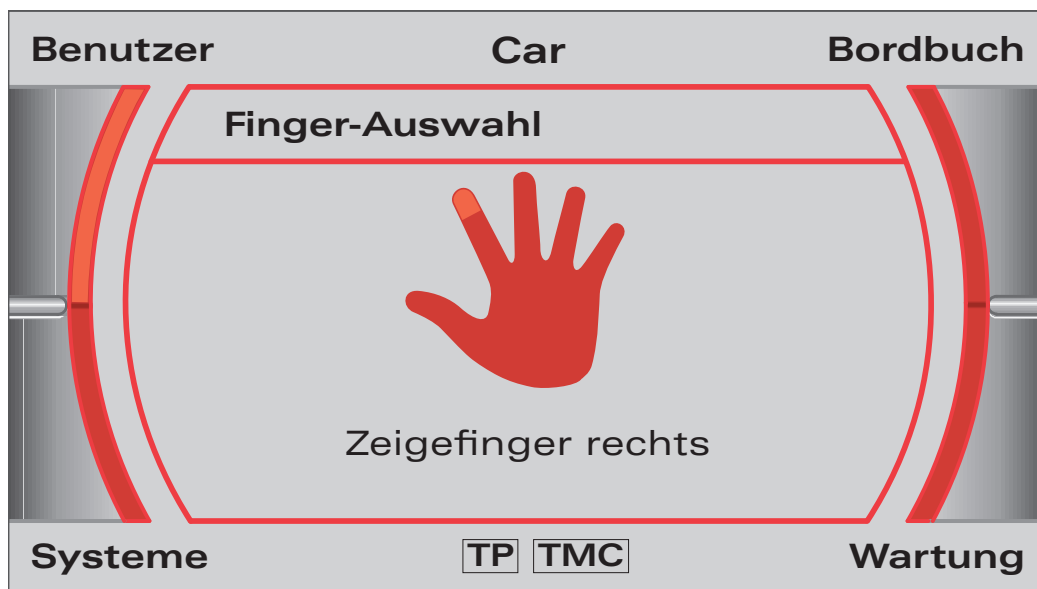 Benutzer Car Bordbuch
Finger-Auswahl
Zeigefinger rechts
Systeme TP TMC Wartung